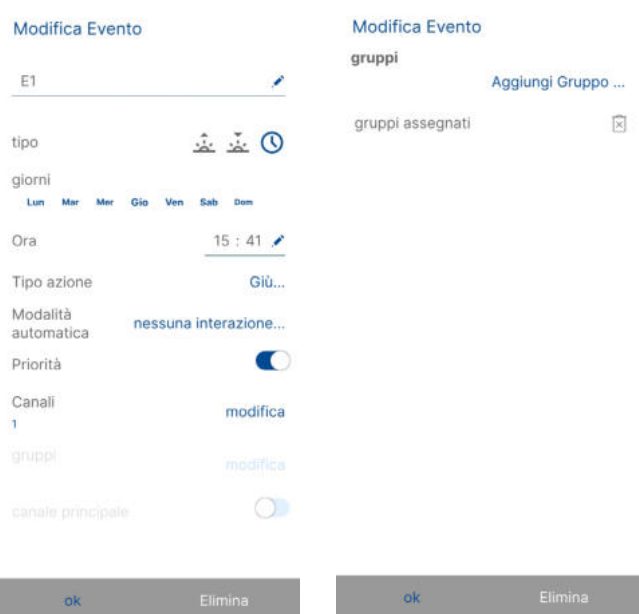 Modifica Evento
E1
tipo
giorni
Lun Mar Mer Gio Ven Sab Dom
Ora 15 : 41
Tipo azione Giù...
Modalità
automatica nessuna interazione...
Priorità
Canali
1 modifica
gruppi
modifica
canale principale
ok Elimina
Modifica Evento
gruppi
Aggiungi Gruppo ...
gruppi assegnati
ok Elimina